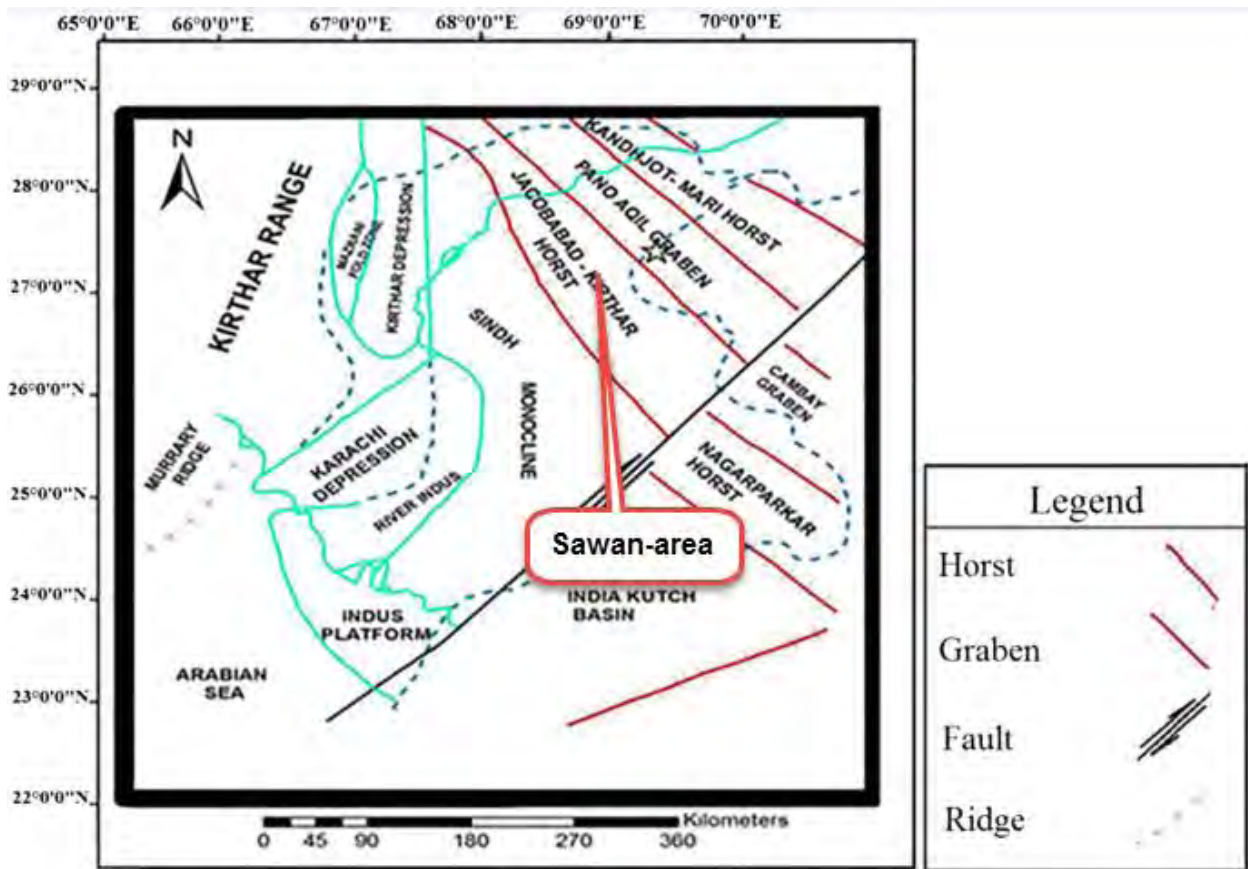 65°0'0"E 66°0'0"E 67°0'0"E 68°0'0"E 69°0'0"E 70°0'0"E
29°0'0"N
28°0'0"N
27°0'0"N
26°0'0"N
25°0'0"N
24°0'0"N
23°0'0"N
22°0'0"N
N
KIRTHAR RANGE
MAZHANI
FOLD ZONE
KIRTHAR DEPRESSION
JACOBABAD - KIRTHAR
HORST
PANO AQIL GRABEN
KANDHJOT- MARI HORST
SINDH
MONOCLINE
CAMBAY
GRABEN
NAGARPARKAR
HORST
MURRARY
RIDGE
KARACHI
DEPRESSION
RIVER INDUS
Sawan-area
INDIA KUTCH
BASIN
INDUS
PLATFORM
ARABIAN
SEA
Kilometers
0 45 90 180 270 360
Legend
Horst
Graben
Fault
Ridge